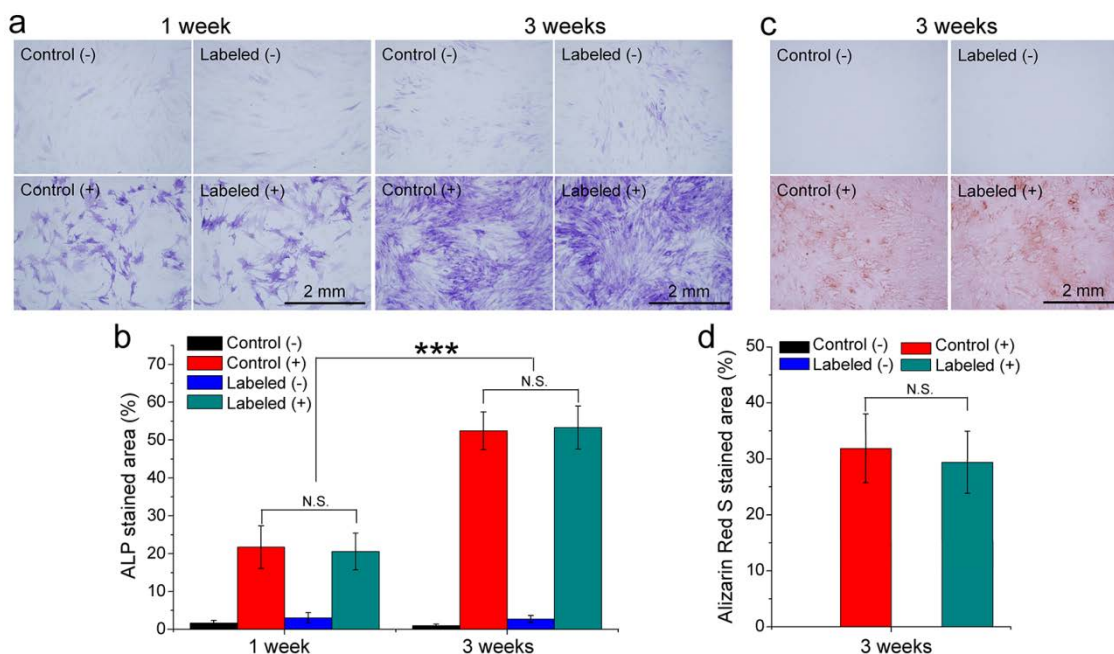 a
1 week
3 weeks
Control (-)
Labeled (-)
Control (-)
Labeled (-)
Control (+)
Labeled (+)
Control (+)
Labeled (+)
2 mm
2 mm
c
3 weeks
Control (-)
Labeled (-)
Control (+)
Labeled (+)
2 mm
b
Control (-)
Control (+)
Labeled (-)
Labeled (+)
***
N.S.
N.S.
ALP stained area (%)
70
60
50
40
30
20
10
0
1 week
3 weeks
d
Control (-)
Control (+)
Labeled (-)
Labeled (+)
N.S.
Alizarin Red S stained area (%)
50
40
30
20
10
0
3 weeks